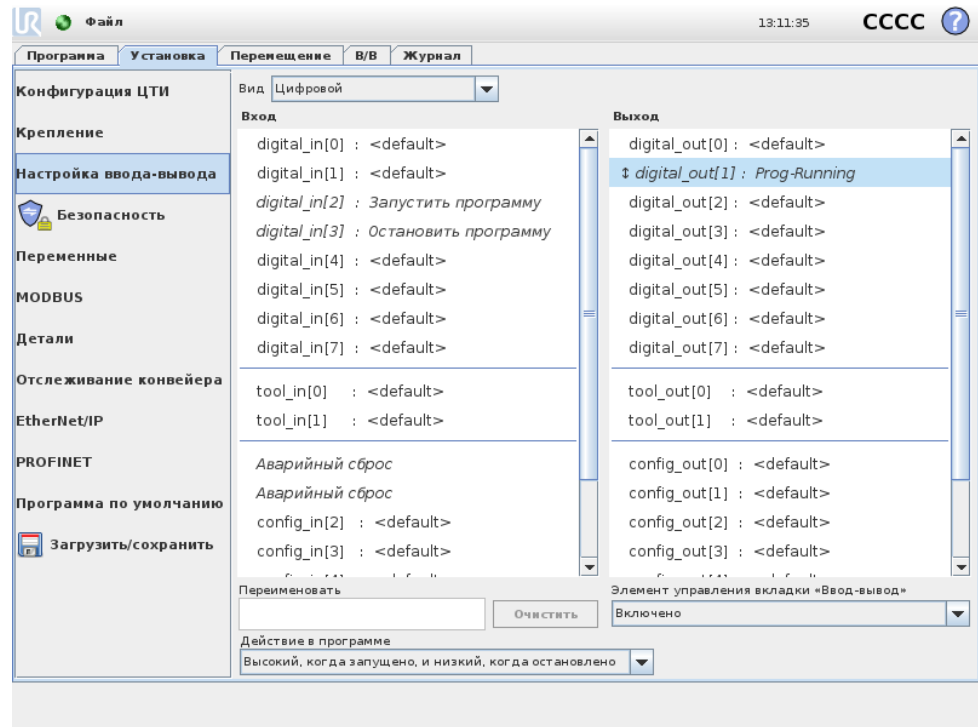 UR Файл 13:11:35 CCCC ?
Программа Установка Перемещение В/В Журнал
Конфигурация ЦТИ
Крепление
Настройка ввода-вывода
Безопасность
Переменные
MODBUS
Детали
Отслеживание конвейера
EtherNet/IP
PROFINET
Программа по умолчанию
Загрузить/сохранить
Вид Цифровой
Вход
digital_in[0] : <default>
digital_in[1] : <default>
digital_in[2] : Запустить программу
digital_in[3] : Остановить программу
digital_in[4] : <default>
digital_in[5] : <default>
digital_in[6] : <default>
digital_in[7] : <default>
tool_in[0] : <default>
tool_in[1] : <default>
Аварийный сброс
Аварийный сброс
config_in[2] : <default>
config_in[3] : <default>
Выход
digital_out[0] : <default>
↕ digital_out[1] : Prog-Running
digital_out[2] : <default>
digital_out[3] : <default>
digital_out[4] : <default>
digital_out[5] : <default>
digital_out[6] : <default>
digital_out[7] : <default>
tool_out[0] : <default>
tool_out[1] : <default>
config_out[0] : <default>
config_out[1] : <default>
config_out[2] : <default>
config_out[3] : <default>
Переименовать
Очистить
Действие в программе
Высокий, когда запущено, и низкий, когда остановлено
Элемент управления вкладки «Ввод-вывод»
Включено